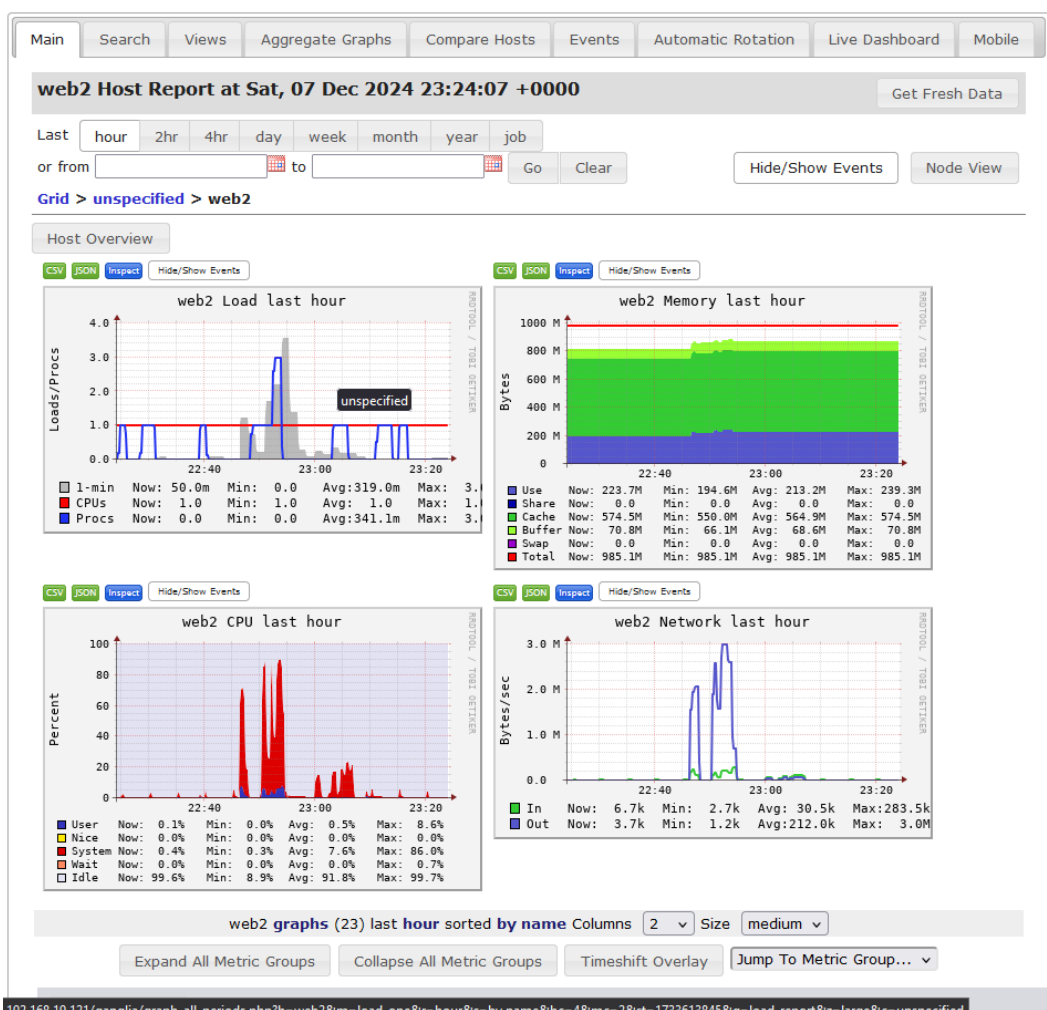 Main Search Views Aggregate Graphs Compare Hosts Events Automatic Rotation Live Dashboard Mobile
web2 Host Report at Sat, 07 Dec 2024 23:24:07 +0000
Get Fresh Data
Last hour 2hr 4hr day week month year job
or from to Go Clear Hide/Show Events Node View
Grid > unspecified > web2
Host Overview
CSV JSON Inspect Hide/Show Events
web2 Load last hour
RRDTOOL / TOBI OETIKER
Loads/Procs
4.0
3.0
2.0
1.0
0.0
unspecified
22:40 23:00 23:20
1-min Now: 50.0m Min: 0.0 Avg:319.0m Max: 3.
CPUs Now: 1.0 Min: 1.0 Avg: 1.0 Max: 1.
Procs Now: 0.0 Min: 0.0 Avg:341.1m Max: 3.
CSV JSON Inspect Hide/Show Events
web2 Memory last hour
RRDTOOL / TOBI OETIKER
Bytes
1000 M
800 M
600 M
400 M
200 M
0
22:40 23:00 23:20
Use Now: 223.7M Min: 194.6M Avg: 213.2M Max: 239.3M
Share Now: 0.0 Min: 0.0 Avg: 0.0 Max: 0.0
Cache Now: 574.5M Min: 550.0M Avg: 564.9M Max: 574.5M
Buffer Now: 70.8M Min: 66.1M Avg: 68.6M Max: 70.8M
Swap Now: 0.0 Min: 0.0 Avg: 0.0 Max: 0.0
Total Now: 985.1M Min: 985.1M Avg: 985.1M Max: 985.1M
CSV JSON Inspect Hide/Show Events
web2 CPU last hour
RRDTOOL / TOBI OETIKER
Percent
100
80
60
40
20
0
22:40 23:00 23:20
User Now: 0.1% Min: 0.0% Avg: 0.5% Max: 8.6%
Nice Now: 0.0% Min: 0.0% Avg: 0.0% Max: 0.0%
System Now: 0.4% Min: 0.3% Avg: 7.6% Max: 86.0%
Wait Now: 0.0% Min: 0.0% Avg: 0.0% Max: 0.7%
Idle Now: 99.6% Min: 8.9% Avg: 91.8% Max: 99.7%
CSV JSON Inspect Hide/Show Events
web2 Network last hour
RRDTOOL / TOBI OETIKER
Bytes/sec
3.0 M
2.0 M
1.0 M
0.0
22:40 23:00 23:20
In Now: 6.7k Min: 2.7k Avg: 30.5k Max:283.5k
Out Now: 3.7k Min: 1.2k Avg:212.0k Max: 3.0M
web2 graphs (23) last hour sorted by name Columns 2 Size medium
Expand All Metric Groups Collapse All Metric Groups Timeshift Overlay Jump To Metric Group...